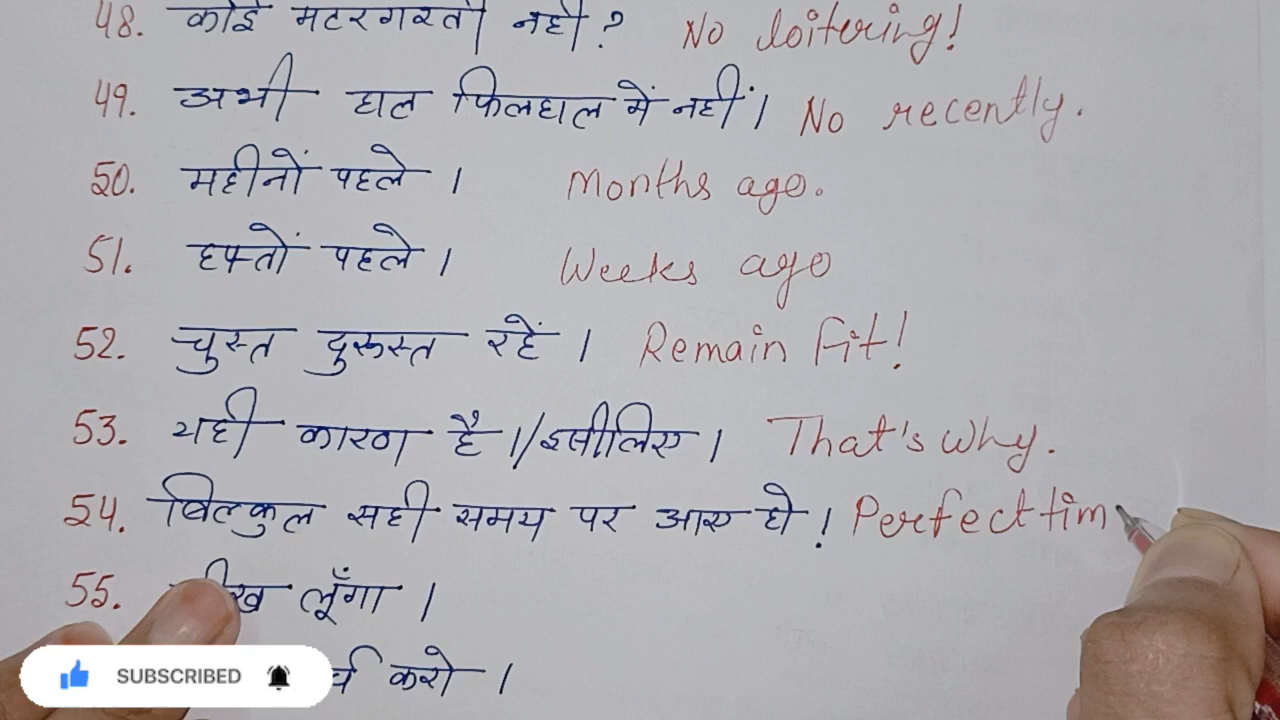 48. कोई मटरगश्ती नहीं? No loitering!
49. अभी हाल फिलहाल में नहीं। No recently.
50. महीनों पहले। Months ago.
51. हफ्तों पहले। Weeks ago
52. चुस्त दुरूस्त रहें। Remain Fit!
53. यही कारण है।/इसीलिए। That's why.
54. बिल्कुल सही समय पर आए हो! Perfect tim
55. लूँगा।
करो।
SUBSCRIBED